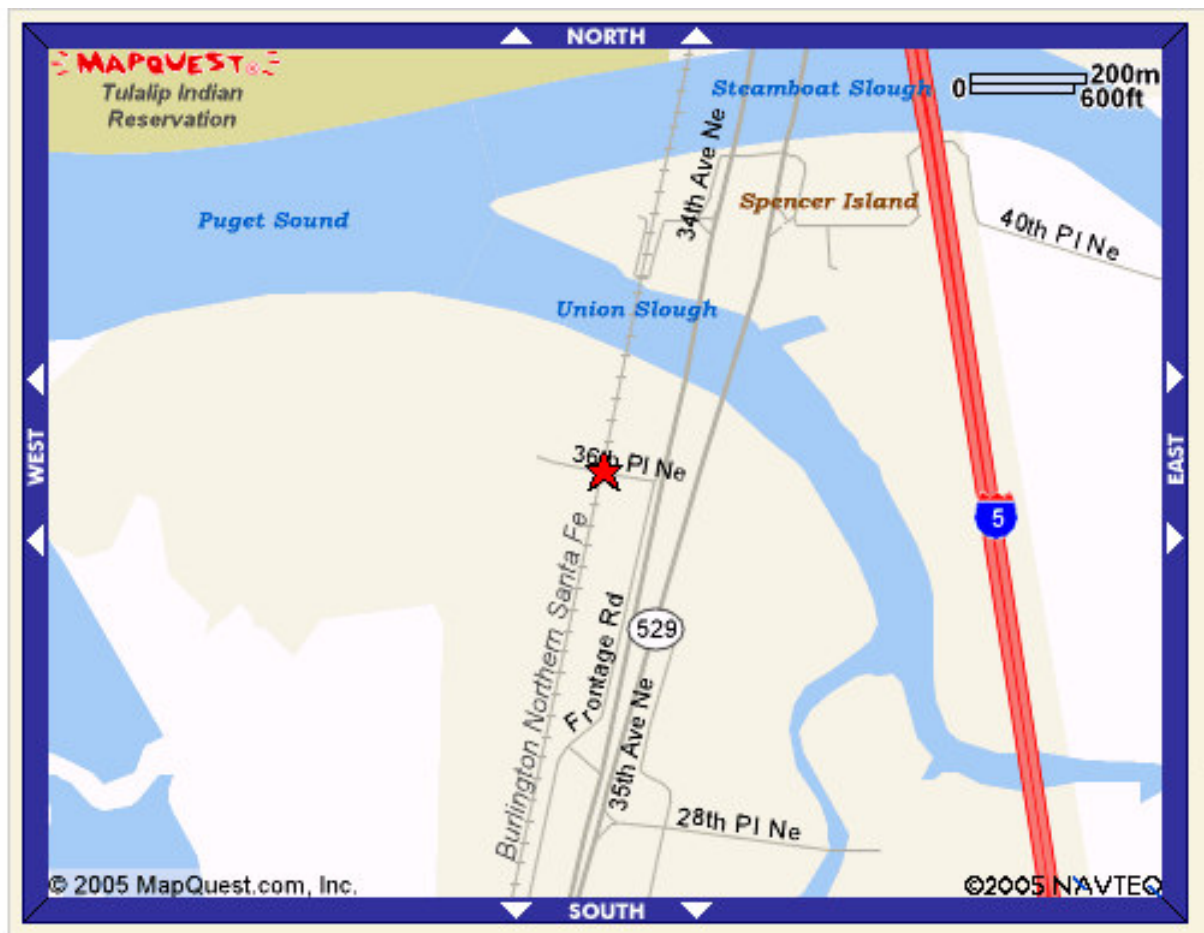 NORTH
MAPQUEST®
Tulalip Indian
Reservation
Steamboat Slough
0 200m
600ft
34th Ave Ne
Spencer Island
Puget Sound
40th Pl Ne
Union Slough
WEST
EAST
36th Pl Ne
5
Burlington Northern Santa Fe
Frontage Rd
529
35th Ave Ne
28th Pl Ne
© 2005 MapQuest.com, Inc.
©2005 NAVTEQ
SOUTH